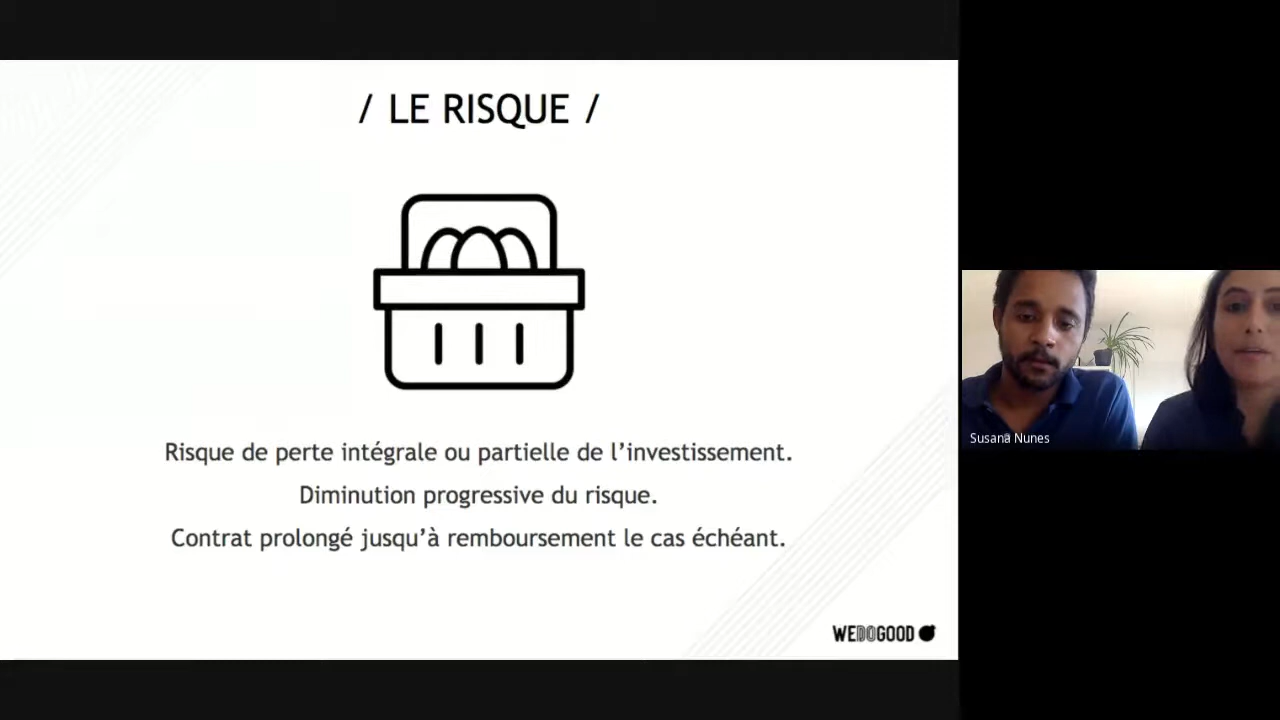 / LE RISQUE /
Risque de perte intégrale ou partielle de l’investissement.
Diminution progressive du risque.
Contrat prolongé jusqu’à remboursement le cas échéant.
WEDOGOOD
Susana Nunes